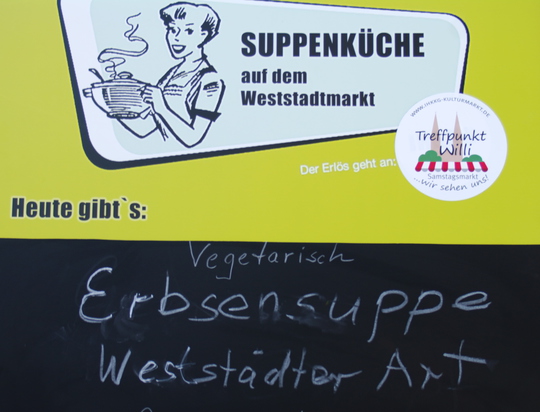 SUPPENKÜCHE
auf dem
Weststadtmarkt
Der Erlös geht an:
Treffpunkt
Willi
Samstagsmarkt
...wir sehen uns!
Heute gibt`s:
Vegetarisch
Erbsensuppe
Weststädter Art